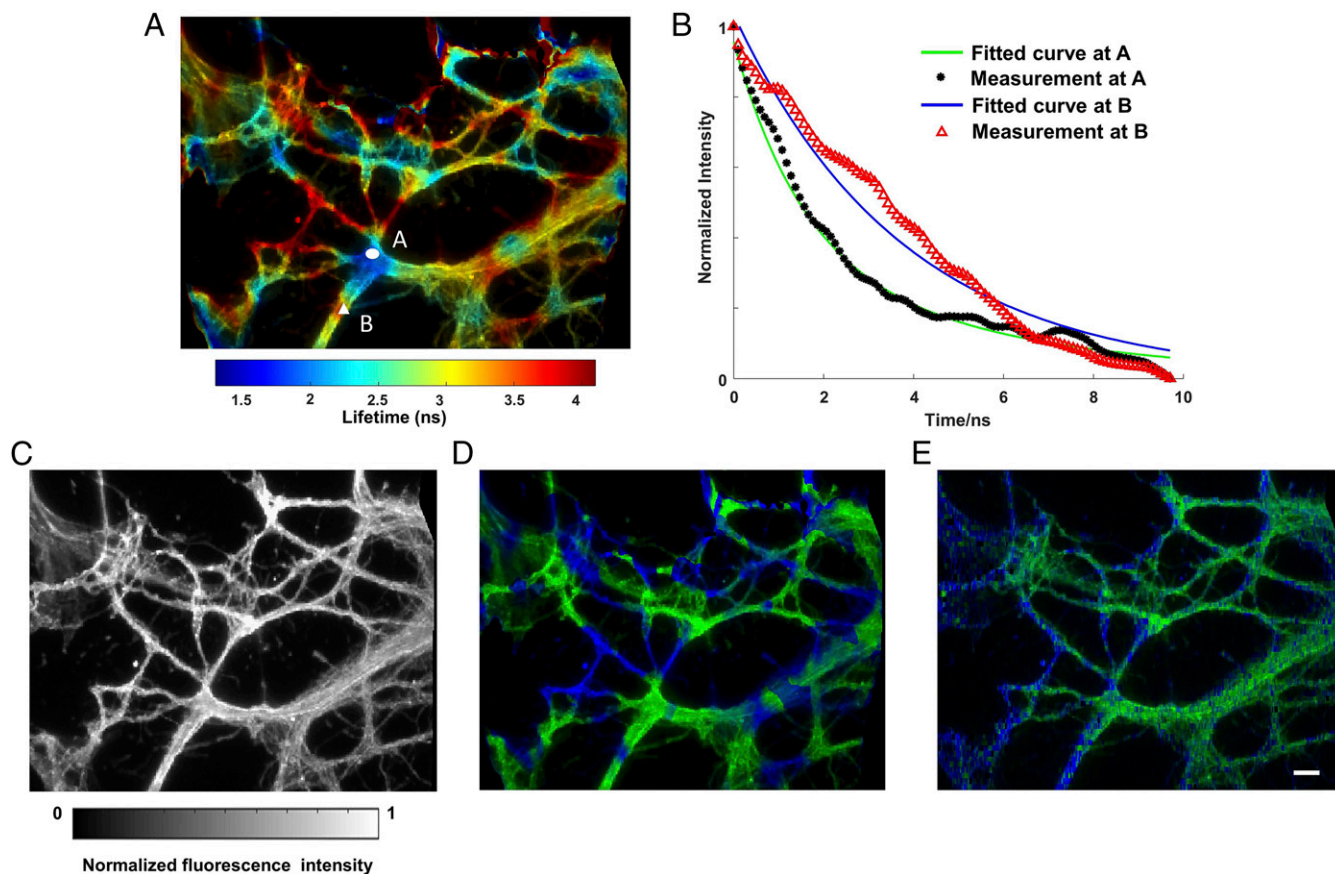 A
A
B
1.5 2 2.5 3 3.5 4
Lifetime (ns)
B
Fitted curve at A
Measurement at A
Fitted curve at B
Measurement at B
Normalized Intensity
1
0
0 2 4 6 8 10
Time/ns
C
0 1
Normalized fluorescence intensity
D
E